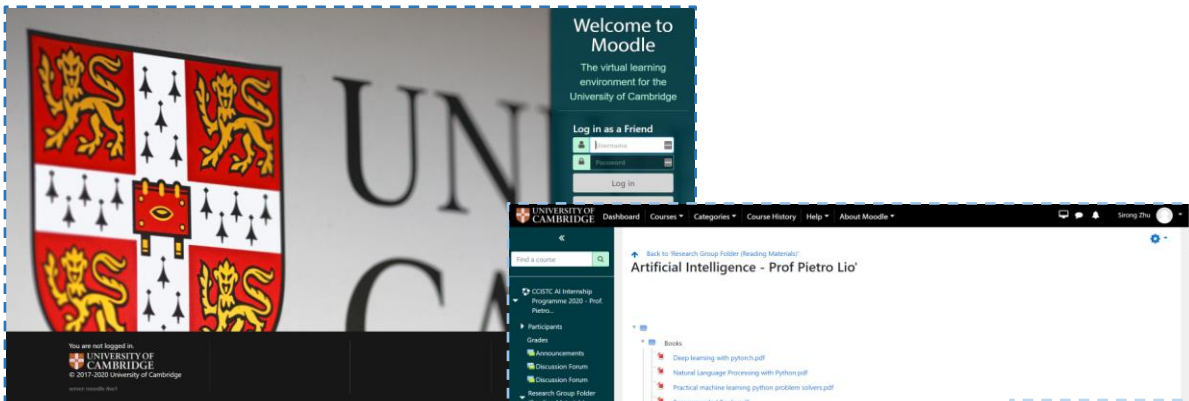 Welcome to
Moodle
The virtual learning
environment for the
University of Cambridge
Log in as a Friend
Username
Password
Log in
UN
CA
You are not logged in.
UNIVERSITY OF
CAMBRIDGE
© 2017-2020 University of Cambridge
UNIVERSITY OF
CAMBRIDGE
Dashboard Courses Categories Course History Help About Moodle
Sirong Zhu
Find a course
Back to 'Research Group Folder (Reading Materials)'
Artificial Intelligence - Prof Pietro Lio'
CCISTC AI Internship
Programme 2020 - Prof.
Pietro...
Participants
Grades
Announcements
Discussion Forum
Discussion Forum
Research Group Folder
Books
Deep learning with pytorch.pdf
Natural Language Processing with Python.pdf
Practical machine learning python problem solvers.pdf